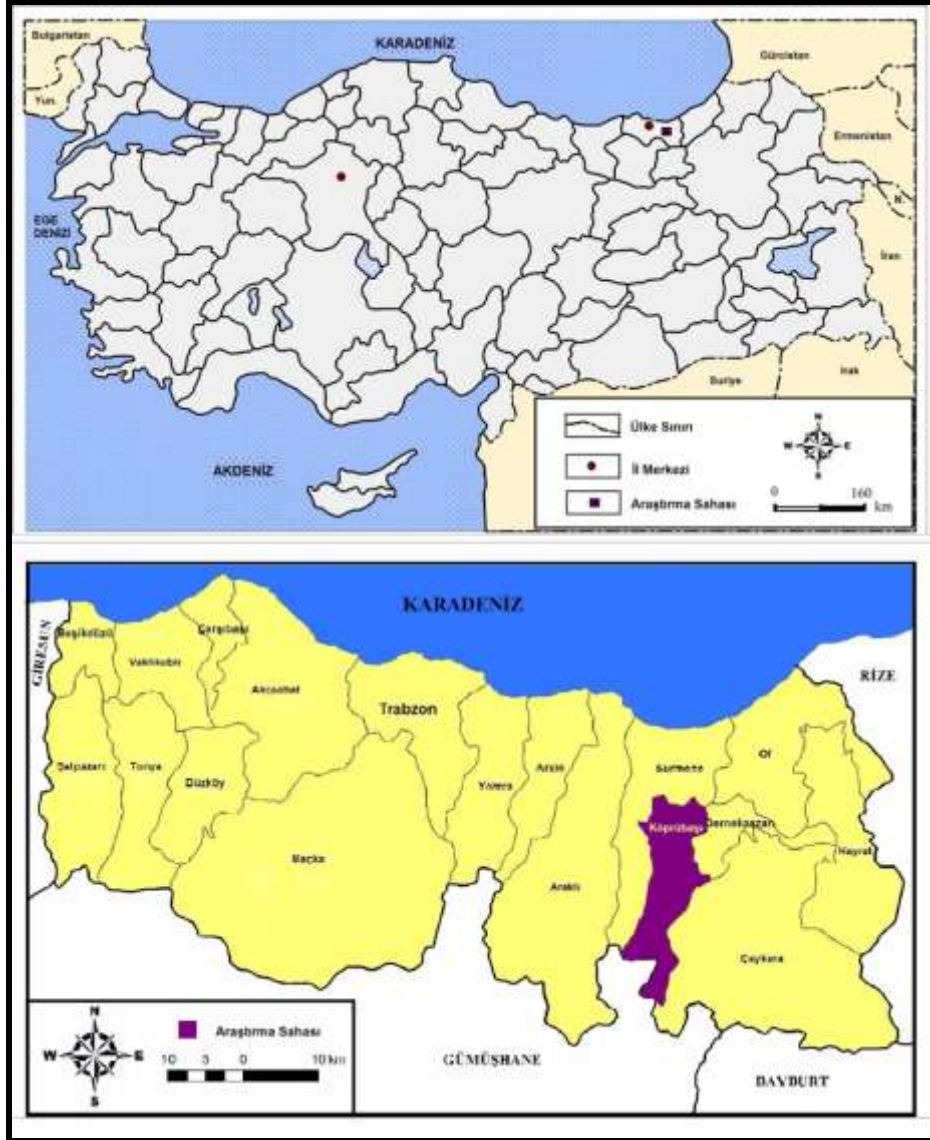 Bulgaristan
KARADENİZ
Gürcistan
Yun.
Ermenistan
N.
EGE
DENİZİ
İran
Suriye
Irak
AKDENİZ
Ülke Sınırı
İl Merkezi
Araştırma Sahası
N
W
E
S
0 160
km
KARADENİZ
GİRESUN
RİZE
Beşikdüzü
Çarşıbaşı
Vakfıkebir
Akçaabat
Trabzon
Şalpazarı
Tonya
Düzköy
Yomra
Arsin
Sürmene
Of
Köprübaşı
Dernekpazarı
Hayrat
Maçka
Araklı
Çaykara
N
W
E
S
Araştırma Sahası
10 5 0 10 km
GÜMÜŞHANE
BAYBURT